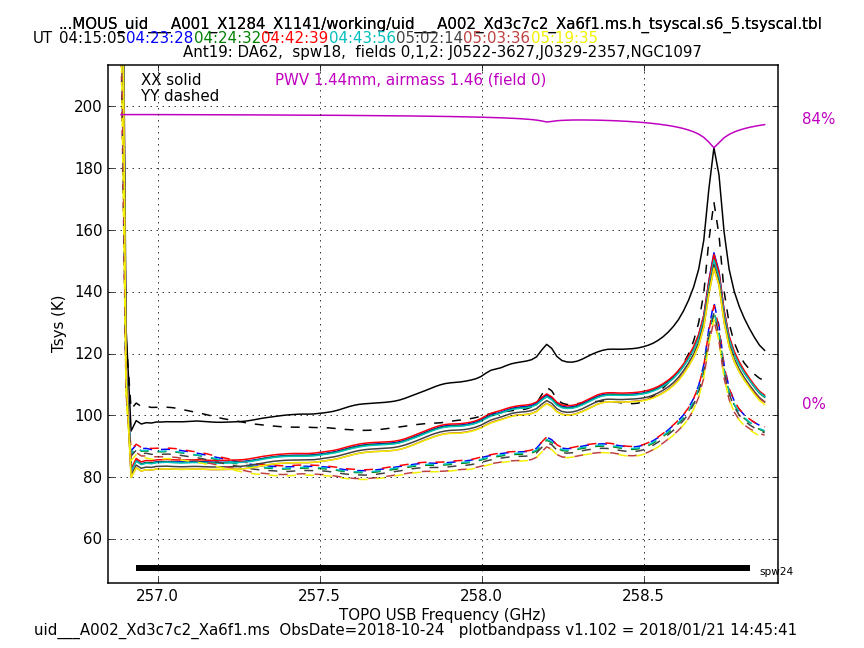 ...MOUS_uid___A001_X1284_X1141/working/uid___A002_Xd3c7c2_Xa6f1.ms.h_tsyscal.s6_5.tsyscal.tbl
UT 04:15:05 04:23:28 04:24:32 04:42:39 04:43:56 05:02:14 05:03:36 05:19:35
Ant19: DA62, spw18, fields 0,1,2: J0522-3627,J0329-2357,NGC1097
XX solid
YY dashed
PWV 1.44mm, airmass 1.46 (field 0)
84%
0%
Tsys (K)
200
180
160
140
120
100
80
60
spw24
257.0 257.5 258.0 258.5
TOPO USB Frequency (GHz)
uid___A002_Xd3c7c2_Xa6f1.ms ObsDate=2018-10-24 plotbandpass v1.102 = 2018/01/21 14:45:41